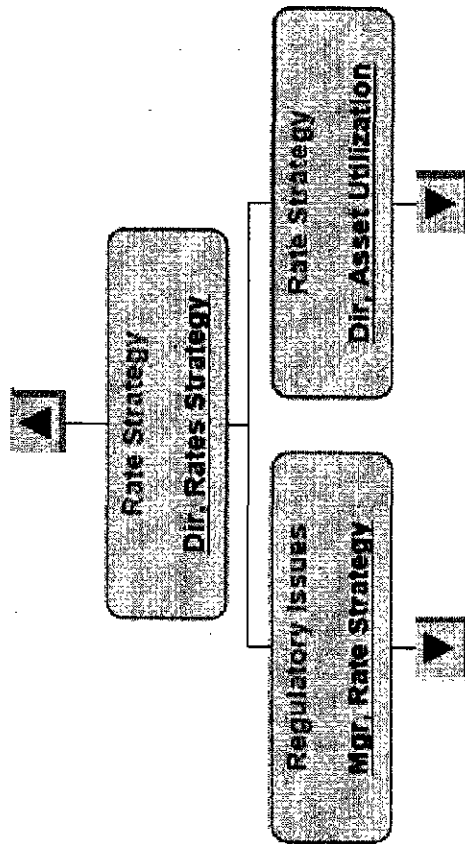 Rate Strategy
Dir, Rates Strategy
Regulatory Issues
Mgr, Rate Strategy
Rate Strategy
Dir, Asset Utilization